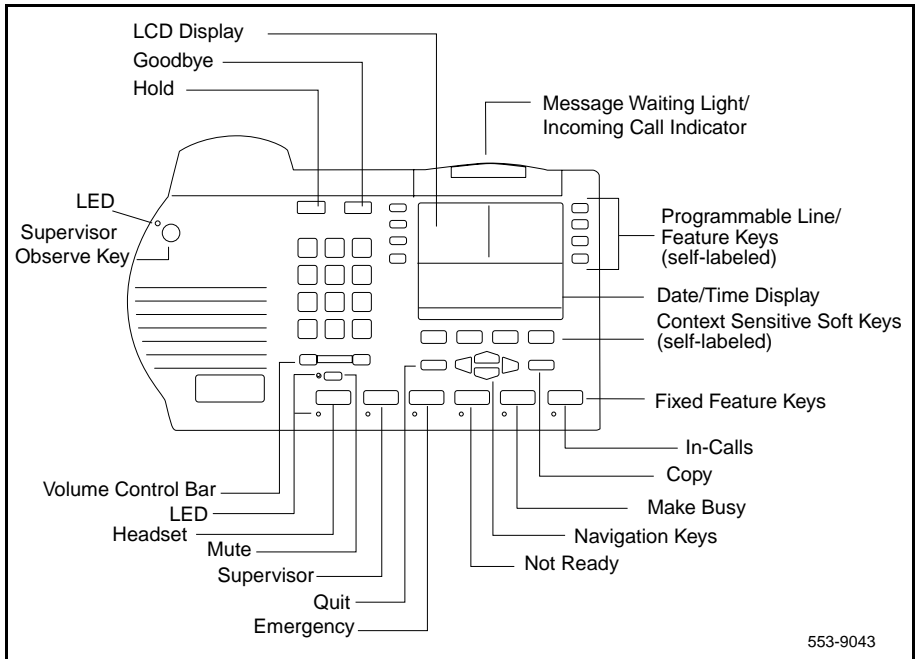 LCD Display
Goodbye
Hold
Message Waiting Light/
Incoming Call Indicator
LED
Supervisor
Observe Key
Programmable Line/
Feature Keys
(self-labeled)
Date/Time Display
Context Sensitive Soft Keys
(self-labeled)
Fixed Feature Keys
In-Calls
Copy
Make Busy
Navigation Keys
Not Ready
Volume Control Bar
LED
Headset
Mute
Supervisor
Quit
Emergency
553-9043